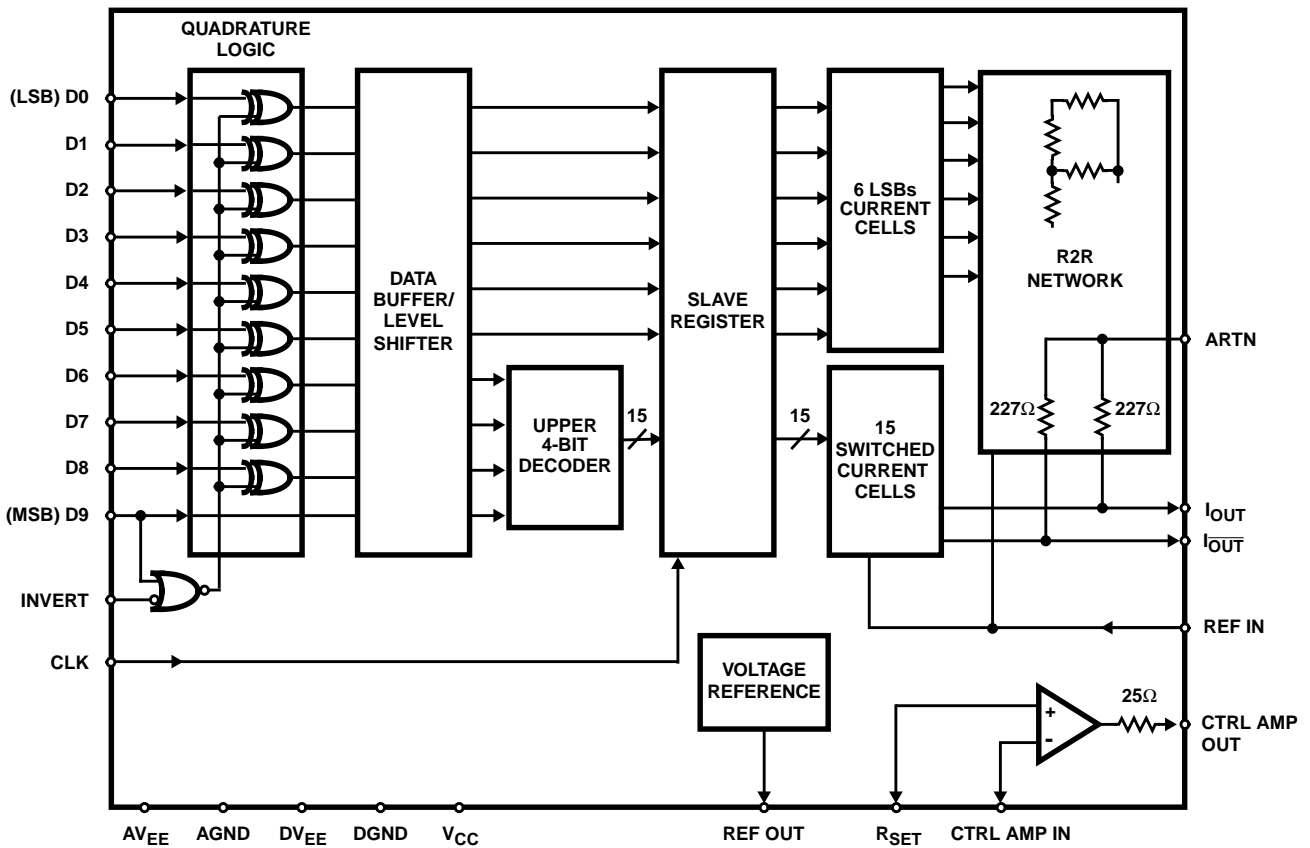 QUADRATURE
LOGIC
(LSB) D0
D1
D2
D3
D4
D5
D6
D7
D8
(MSB) D9
INVERT
CLK
DATA
BUFFER/
LEVEL
SHIFTER
UPPER
4-BIT
DECODER
15
SLAVE
REGISTER
15
6 LSBs
CURRENT
CELLS
15
SWITCHED
CURRENT
CELLS
R2R
NETWORK
227Ω
227Ω
ARTN
IOUT
I\overline{OUT}
REF IN
VOLTAGE
REFERENCE
+
-
25Ω
CTRL AMP
OUT
AVEE
AGND
DVEE
DGND
VCC
REF OUT
RSET
CTRL AMP IN